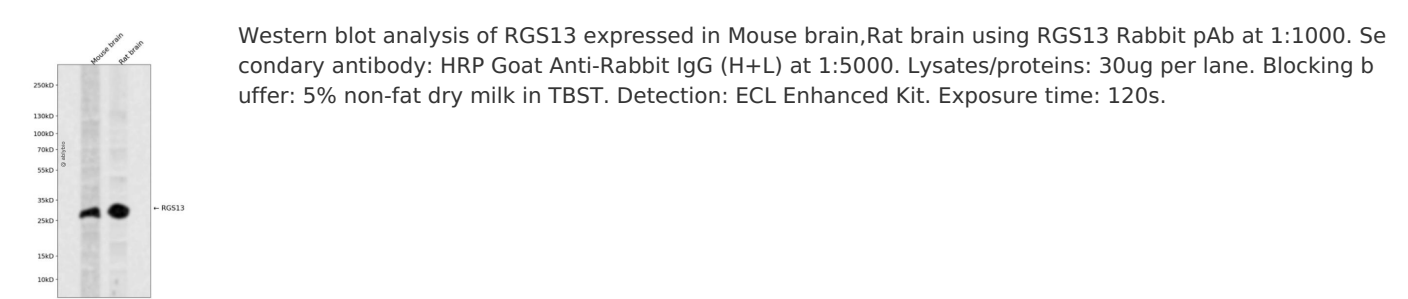 Mouse brain
Rat brain
250kD
130kD
100kD
70kD
55kD
35kD
25kD
15kD
10kD
@ ablybio
← RGS13
Western blot analysis of RGS13 expressed in Mouse brain,Rat brain using RGS13 Rabbit pAb at 1:1000. Se
condary antibody: HRP Goat Anti-Rabbit IgG (H+L) at 1:5000. Lysates/proteins: 30ug per lane. Blocking b
uffer: 5% non-fat dry milk in TBST. Detection: ECL Enhanced Kit. Exposure time: 120s.